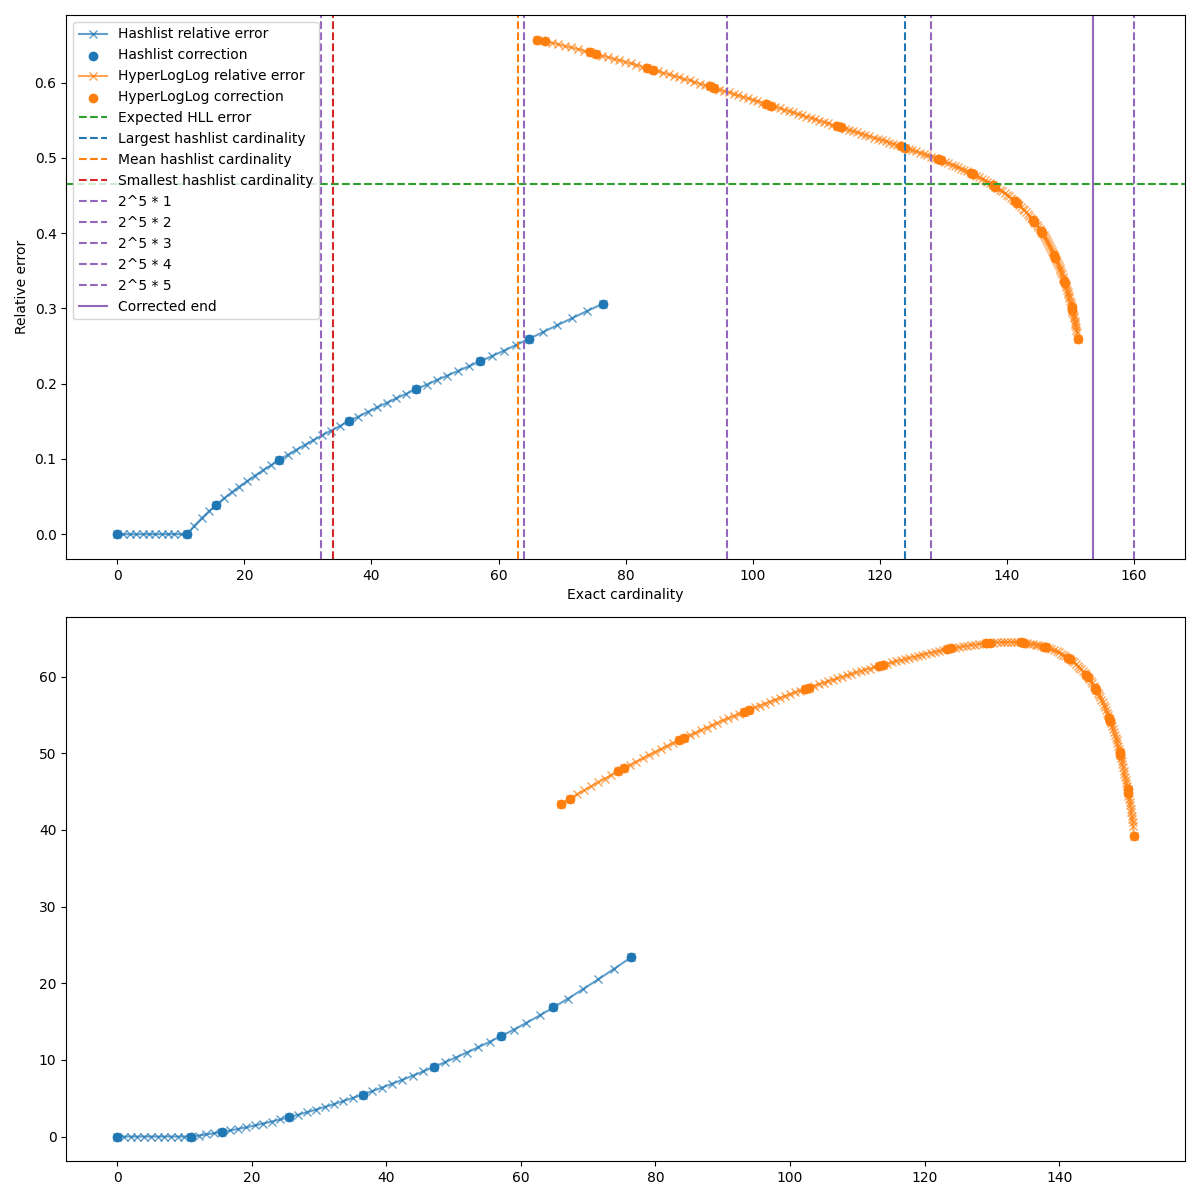 Hashlist relative error
Hashlist correction
HyperLogLog relative error
HyperLogLog correction
Expected HLL error
Largest hashlist cardinality
Mean hashlist cardinality
Smallest hashlist cardinality
2^5 * 1
2^5 * 2
2^5 * 3
2^5 * 4
2^5 * 5
Corrected end
Relative error
0.6
0.5
0.4
0.3
0.2
0.1
0.0
0 20 40 60 80 100 120 140 160
Exact cardinality
60
50
40
30
20
10
0
0 20 40 60 80 100 120 140